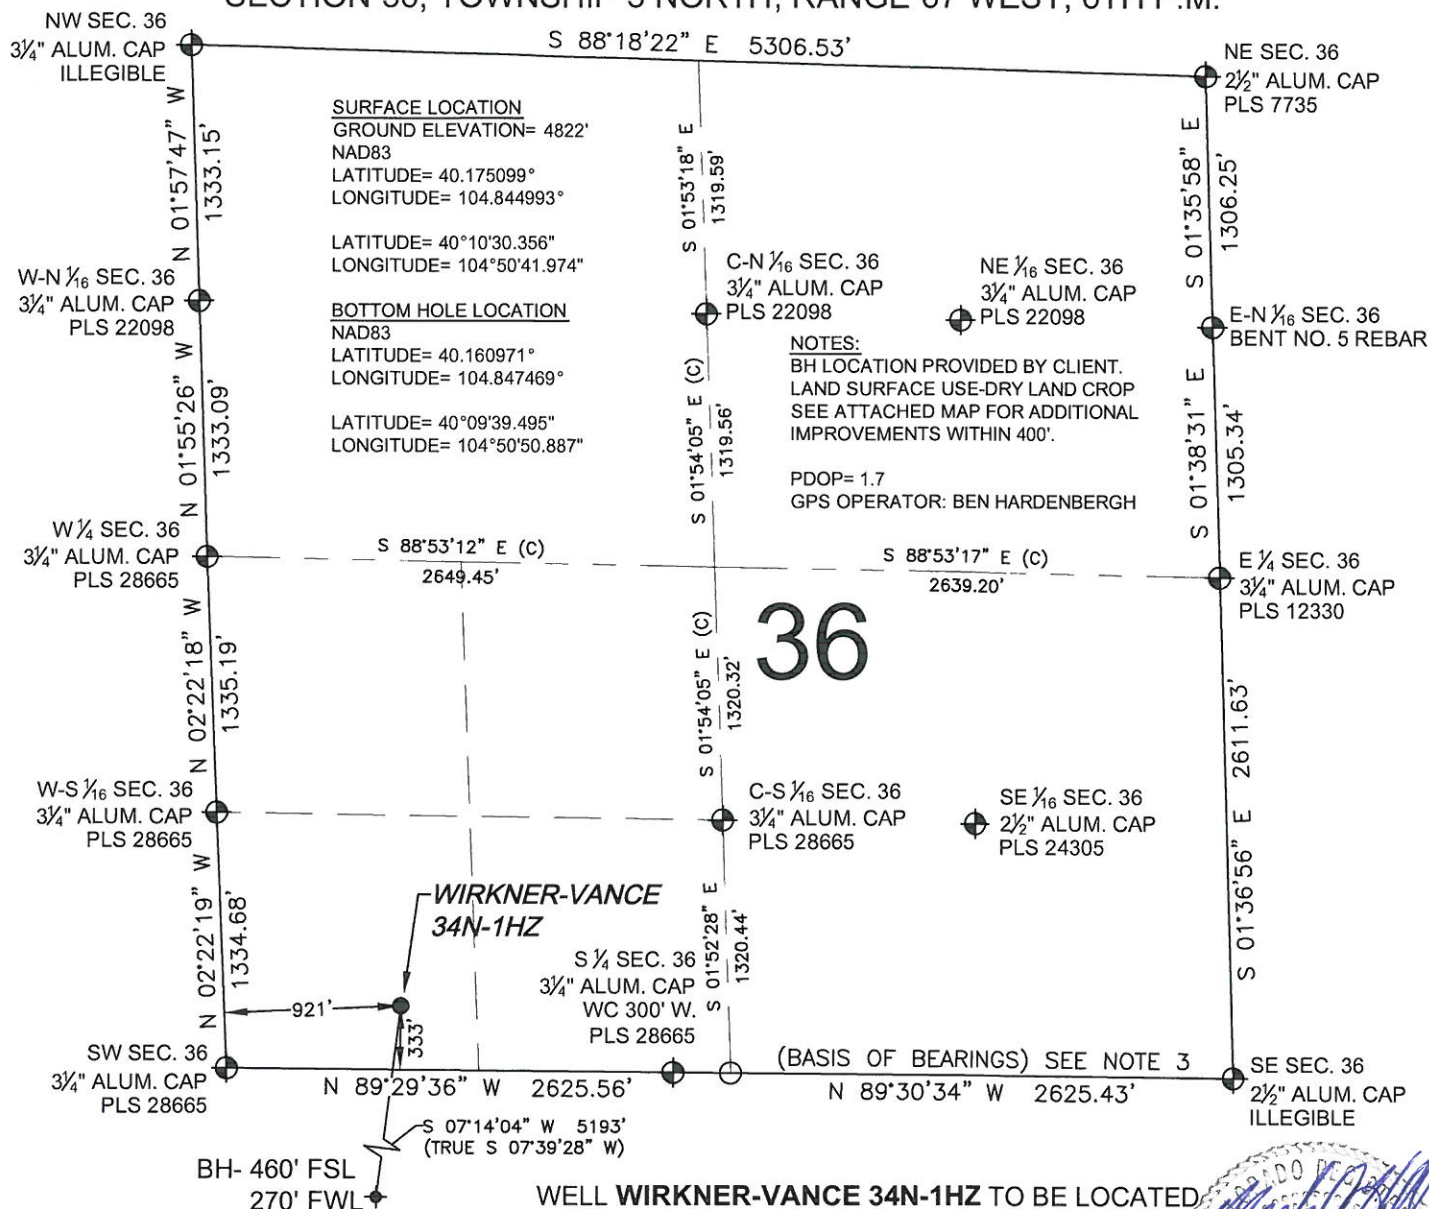 NW SEC. 36
3¼" ALUM. CAP
ILLEGIBLE
S 88°18'22" E 5306.53'
NE SEC. 36
2½" ALUM. CAP
PLS 7735
N 01°57'47" W
1333.15'
SURFACE LOCATION
GROUND ELEVATION= 4822'
NAD83
LATITUDE= 40.175099°
LONGITUDE= 104.844993°
LATITUDE= 40°10'30.356"
LONGITUDE= 104°50'41.974"
BOTTOM HOLE LOCATION
NAD83
LATITUDE= 40.160971°
LONGITUDE= 104.847469°
LATITUDE= 40°09'39.495"
LONGITUDE= 104°50'50.887"
S 01°53'18" E
1319.59'
S 01°35'58" E
1306.25'
W-N 1/16 SEC. 36
3¼" ALUM. CAP
PLS 22098
C-N 1/16 SEC. 36
3¼" ALUM. CAP
PLS 22098
NE 1/16 SEC. 36
3¼" ALUM. CAP
PLS 22098
E-N 1/16 SEC. 36
BENT NO. 5 REBAR
NOTES:
BH LOCATION PROVIDED BY CLIENT.
LAND SURFACE USE-DRY LAND CROP
SEE ATTACHED MAP FOR ADDITIONAL
IMPROVEMENTS WITHIN 400'.
PDOP= 1.7
GPS OPERATOR: BEN HARDENBERGH
N 01°55'26" W
1333.09'
S 01°54'05" E (C)
1319.56'
S 01°38'31" E
1305.34'
W ¼ SEC. 36
3¼" ALUM. CAP
PLS 28665
S 88°53'12" E (C)
2649.45'
S 88°53'17" E (C)
2639.20'
E ¼ SEC. 36
3¼" ALUM. CAP
PLS 12330
36
N 02°22'18" W
1335.19'
S 01°54'05" E (C)
1320.32'
S 01°36'56" E 2611.63'
W-S 1/16 SEC. 36
3¼" ALUM. CAP
PLS 28665
C-S 1/16 SEC. 36
3¼" ALUM. CAP
PLS 28665
SE 1/16 SEC. 36
2½" ALUM. CAP
PLS 24305
N 02°22'19" W
1334.68'
WIRKNER-VANCE
34N-1HZ
921'
333'
S 01°52'28" E
1320.44'
S ¼ SEC. 36
3¼" ALUM. CAP
WC 300' W.
PLS 28665
SW SEC. 36
3¼" ALUM. CAP
PLS 28665
N 89°29'36" W 2625.56'
(BASIS OF BEARINGS) SEE NOTE 3
N 89°30'34" W 2625.43'
SE SEC. 36
2½" ALUM. CAP
ILLEGIBLE
S 07°14'04" W 5193'
(TRUE S 07°39'28" W)
BH- 460' FSL
270' FWL
WELL WIRKNER-VANCE 34N-1HZ TO BE LOCATED